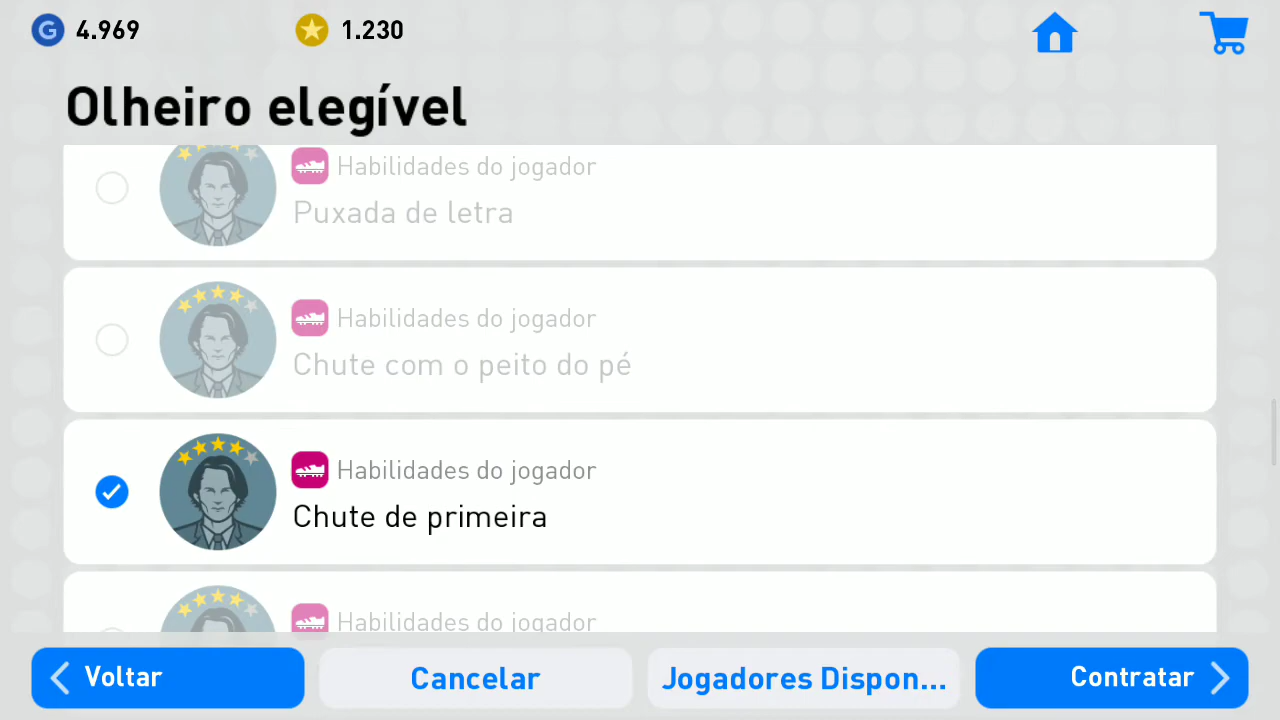 4.969
1.230
Olheiro elegível
Habilidades do jogador
Puxada de letra
Habilidades do jogador
Chute com o peito do pé
Habilidades do jogador
Chute de primeira
Habilidades do jogador
Voltar
Cancelar
Jogadores Dispon...
Contratar